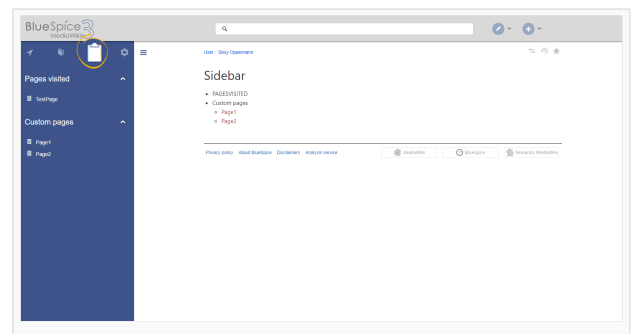 BlueSpice 3
MediaWiki
Pages visited
TestPage
Custom pages
Page1
Page2
User · Sissy Oppermann
Sidebar
PAGESVISITED
Custom pages
Page1
Page2
Privacy policy About BlueSpice Disclaimers Analysis service
MediaWiki
BlueSpice
Semantic MediaWiki